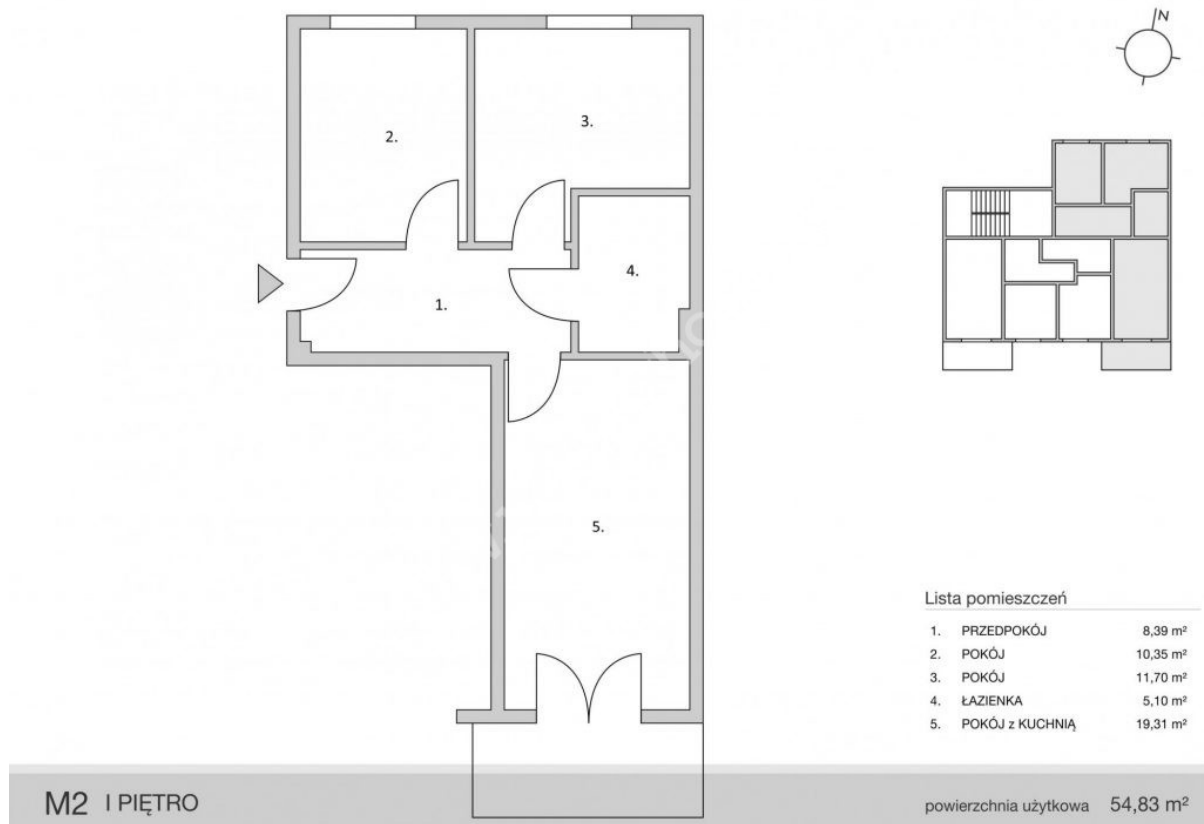 N
2.
3.
4.
1.
5.
Lista pomieszczeń
1. PRZEDPOKÓJ 8,39 m²
2. POKÓJ 10,35 m²
3. POKÓJ 11,70 m²
4. ŁAZIENKA 5,10 m²
5. POKÓJ z KUCHNIĄ 19,31 m²
M2 I PIĘTRO
powierzchnia użytkowa 54,83 m²